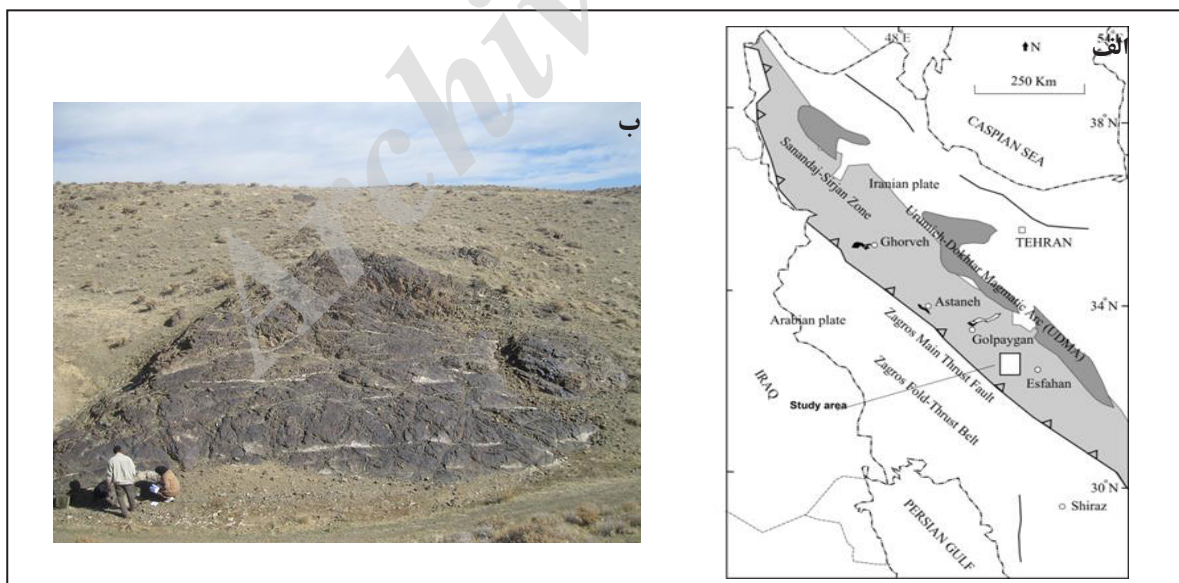 ب
Archiv
الف
48°E
N
250 Km
CASPIAN SEA
38°N
Sanandaj-Sirjan Zone
Iranian plate
Urumieh-Dokhtar Magmatic Arc (UDMA)
TEHRAN
Ghorveh
Astaneh
34°N
Arabian plate
Golpaygan
Zagros Main Thrust Fault
Esfahan
IRAQ
Study area
Zagros Fold-Thrust Belt
30°N
Shiraz
PERSIAN GULF